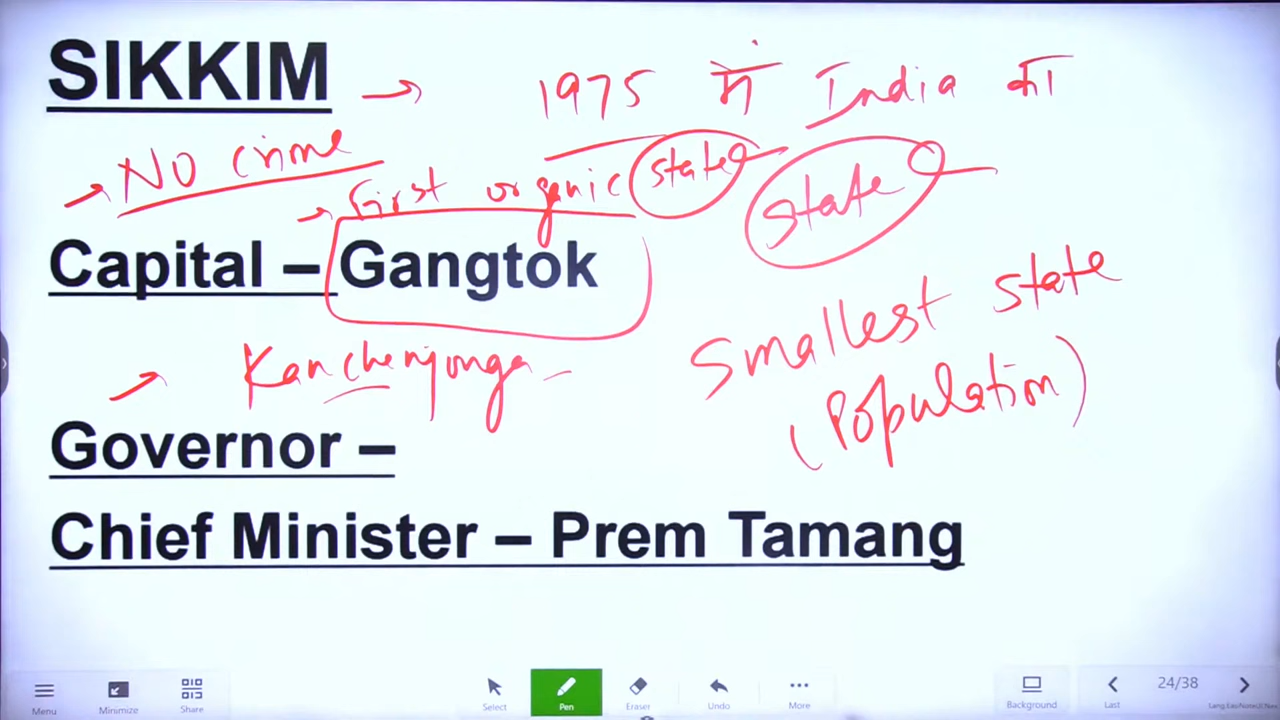 SIKKIM → 1975 में India का
→ No crime
→ First organic state state
Capital – Gangtok
Smallest state
→ Kanchenjonga –
(Population)
Governor –
Chief Minister – Prem Tamang
Menu Minimize Share Select Pen Eraser Undo More Background Last 24/38